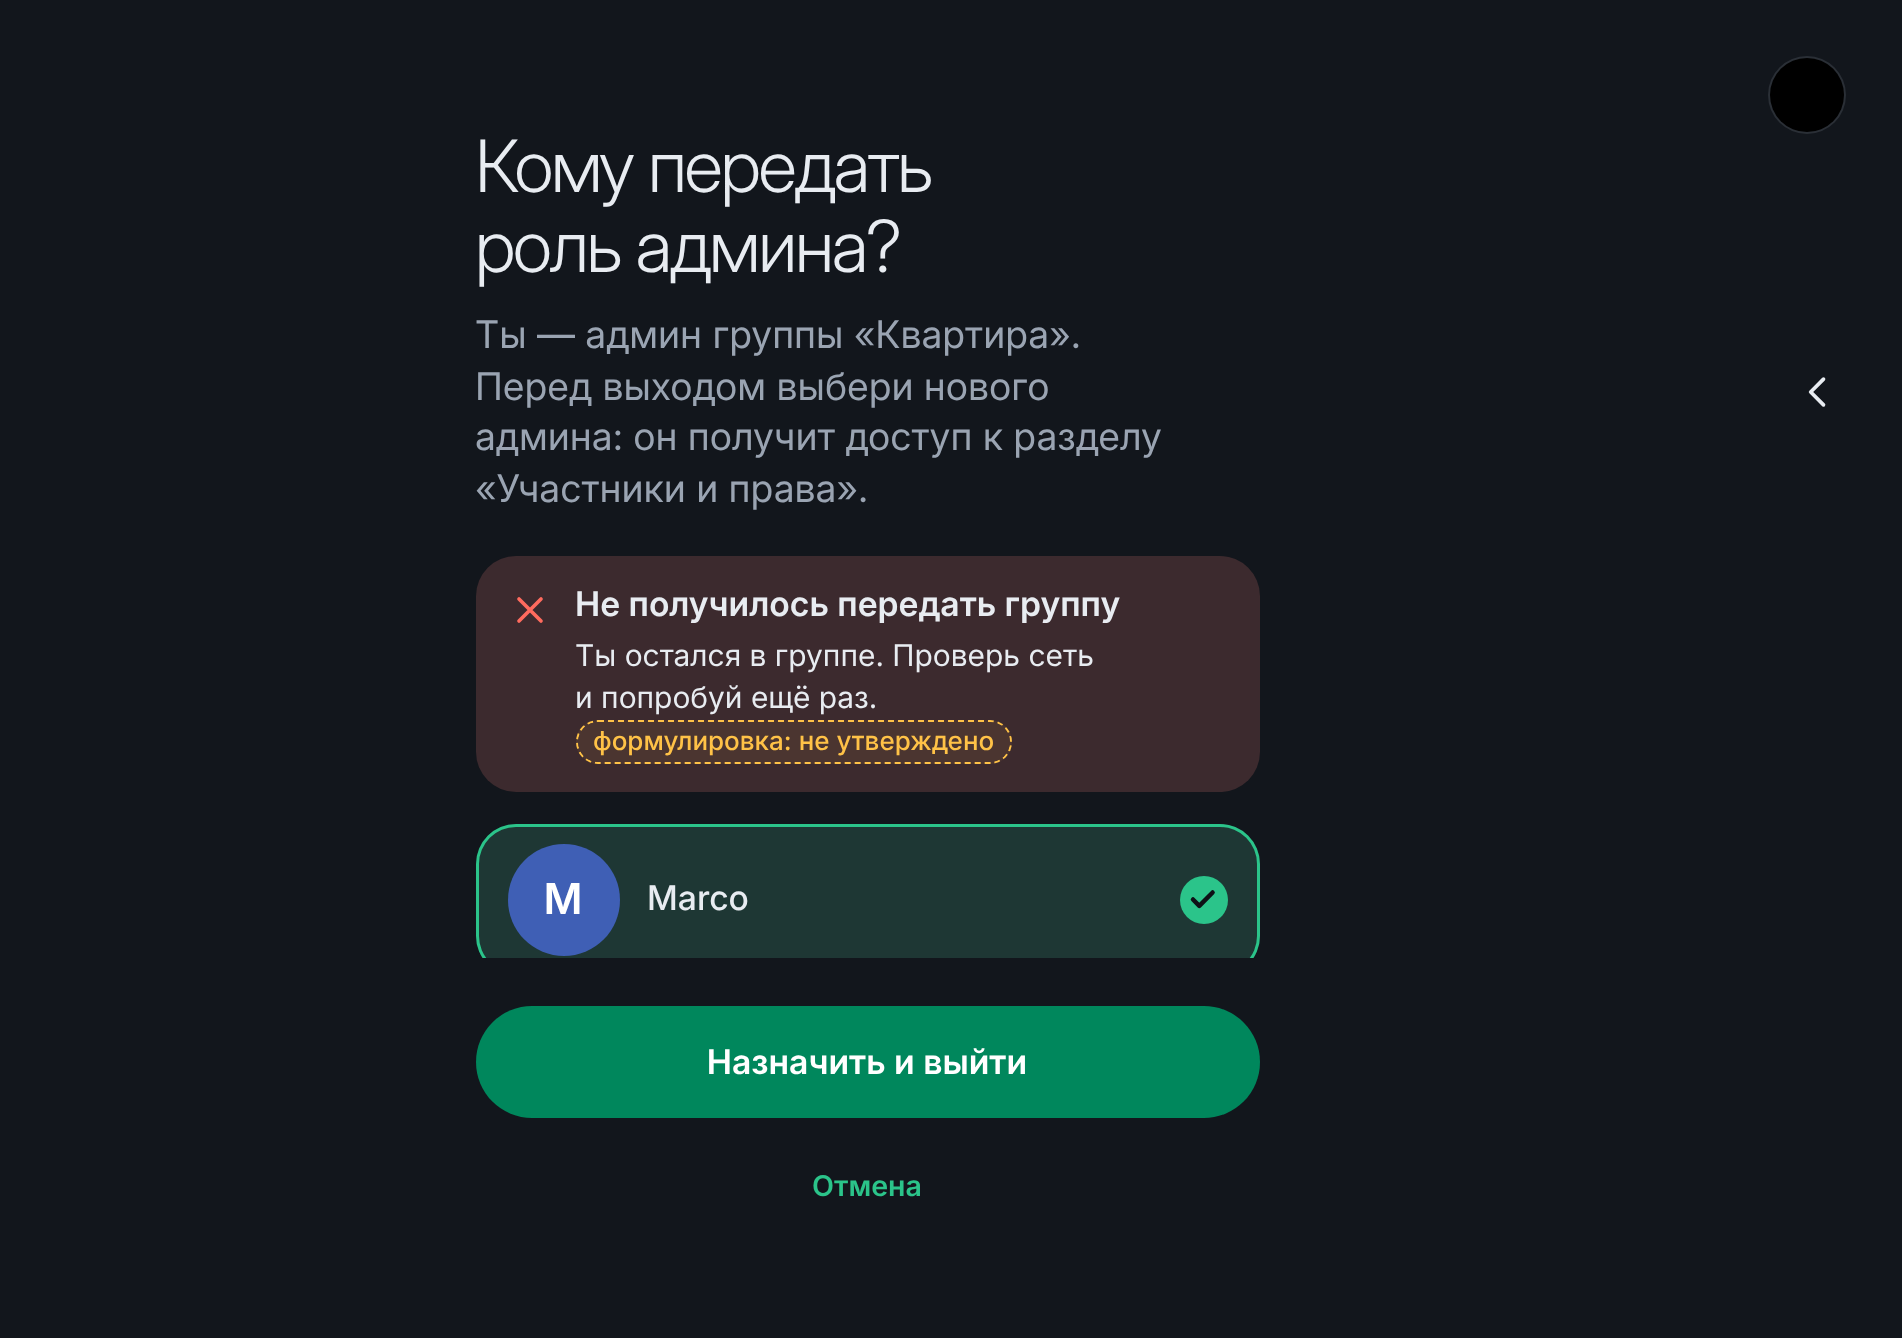 Кому передать
роль админа?
Ты — админ группы «Квартира».
Перед выходом выбери нового
админа: он получит доступ к разделу
«Участники и права».
Не получилось передать группу
Ты остался в группе. Проверь сеть
и попробуй ещё раз.
формулировка: не утверждено
M
Marco
Назначить и выйти
Отмена